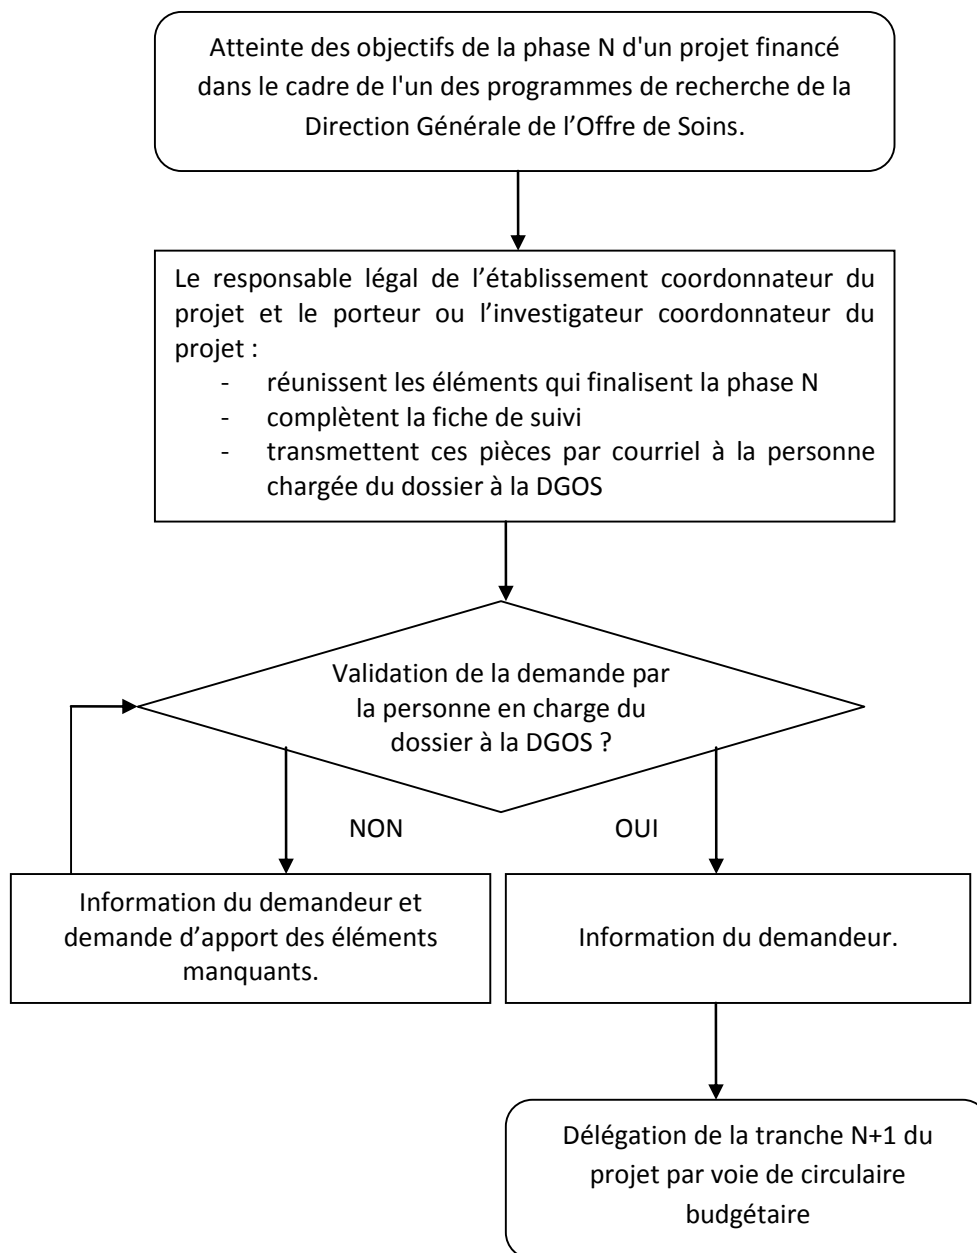 Atteinte des objectifs de la phase N d'un projet financé
dans le cadre de l'un des programmes de recherche de la
Direction Générale de l’Offre de Soins.
Le responsable légal de l’établissement coordonnateur du
projet et le porteur ou l’investigateur coordonnateur du
projet :
- réunissent les éléments qui finalisent la phase N
- complètent la fiche de suivi
- transmettent ces pièces par courriel à la personne
chargée du dossier à la DGOS
Validation de la demande par
la personne en charge du
dossier à la DGOS ?
NON
OUI
Information du demandeur et
demande d’apport des éléments
manquants.
Information du demandeur.
Délégation de la tranche N+1 du
projet par voie de circulaire
budgétaire